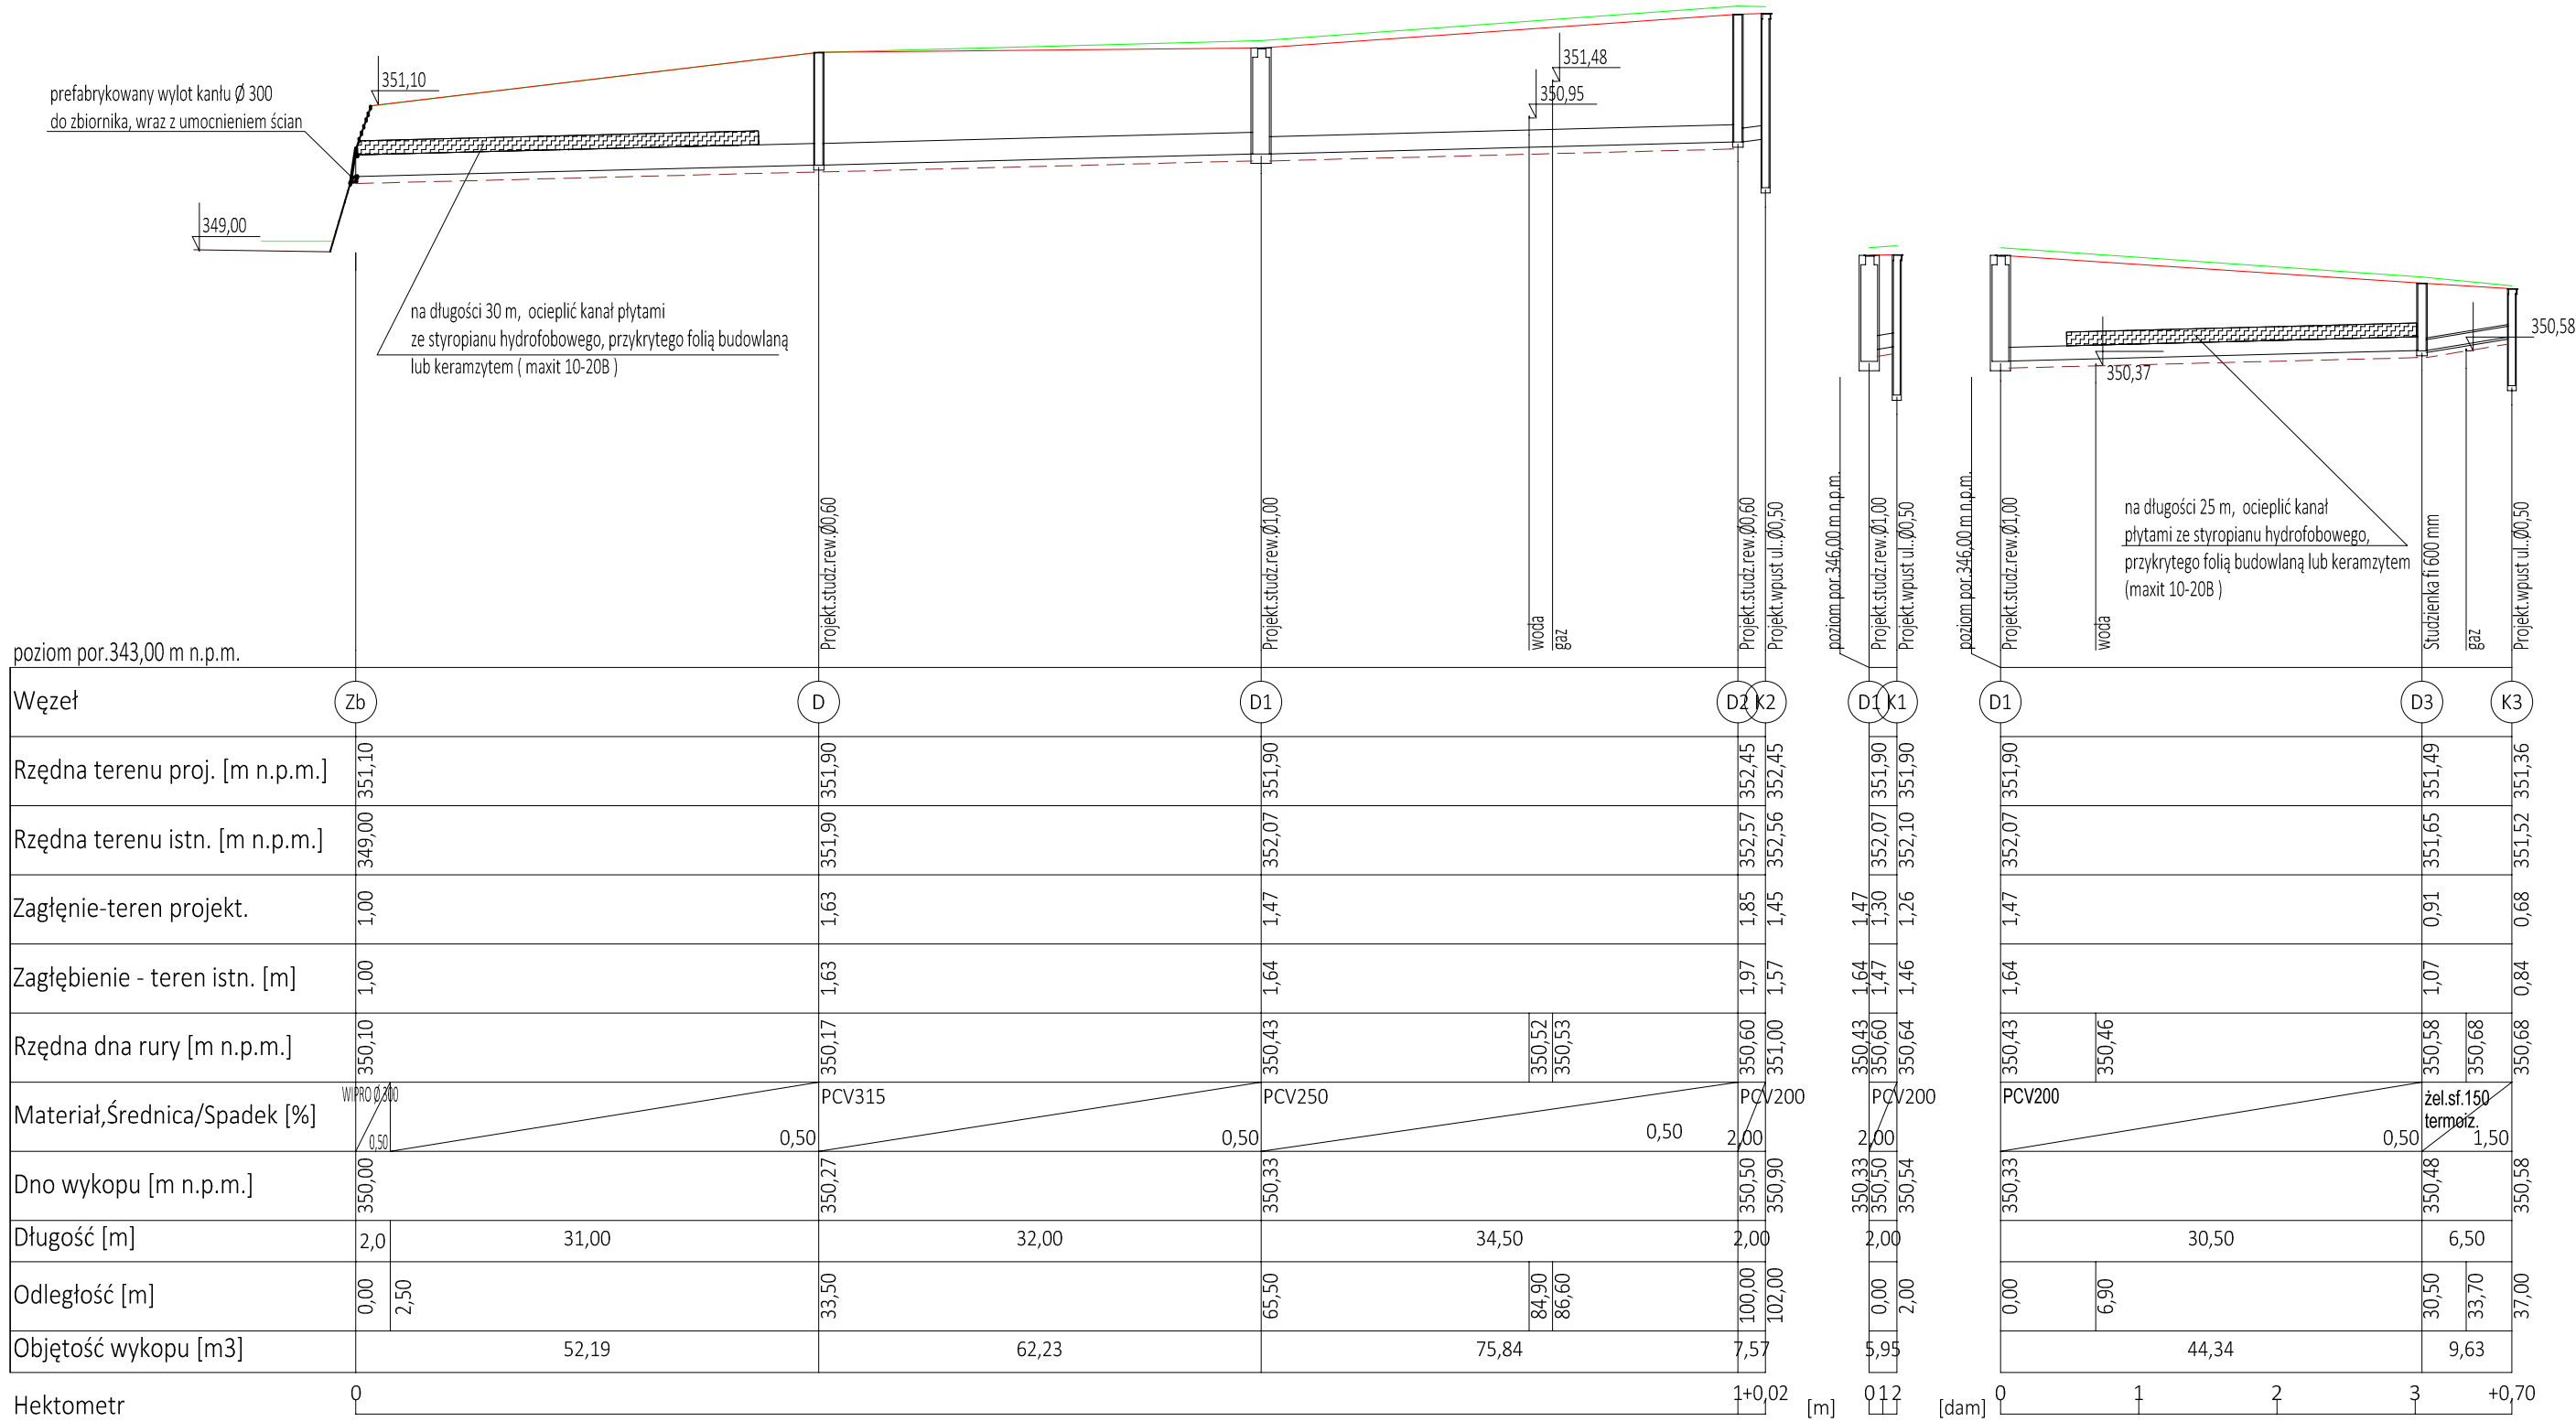 351,10
351,48
350,95
prefabrykowany wylot kanłu Ø 300
do zbiornika, wraz z umocnieniem ścian
349,00
na długości 30 m, ocieplić kanał płytami
ze styropianu hydrofobowego, przykrytego folią budowlaną
lub keramzytem ( maxit 10-20B )
350,58
350,37
na długości 25 m, ocieplić kanał
płytami ze styropianu hydrofobowego,
przykrytego folią budowlaną lub keramzytem
(maxit 10-20B )
Projekt.studz.rew.Ø0,60
Projekt.studz.rew.Ø1,00
woda
gaz
Projekt.studz.rew.Ø0,60
Projekt.wpust ul..Ø0,50
poziom por.346,00 m n.p.m.
Projekt.studz.rew.Ø1,00
Projekt.wpust ul..Ø0,50
poziom por.346,00 m n.p.m.
Projekt.studz.rew.Ø1,00
woda
Studzienka fi 600 mm
gaz
Projekt.wpust ul..Ø0,50
poziom por.343,00 m n.p.m.
Węzeł Zb D D1 D2 K2 D1 K1 D1 D3 K3
Rzędna terenu proj. [m n.p.m.] 351,10 351,90 351,90 352,45 352,45 351,90 351,90 351,90 351,49 351,36
Rzędna terenu istn. [m n.p.m.] 349,00 351,90 352,07 352,57 352,56 352,07 352,10 352,07 351,65 351,52
Zagłęnie-teren projekt. 1,00 1,63 1,47 1,85 1,45 1,47 1,30 1,26 1,47 0,91 0,68
Zagłębienie - teren istn. [m] 1,00 1,63 1,64 1,97 1,57 1,64 1,47 1,46 1,64 1,07 0,84
Rzędna dna rury [m n.p.m.] 350,10 350,17 350,43 350,52 350,53 350,60 351,00 350,43 350,60 350,64 350,43 350,46 350,58 350,68 350,68
Materiał,Średnica/Spadek [%] WIPRO Ø 300 0,50 0,50 PCV315 0,50 PCV250 0,50 PCV200 2,00 PCV200 2,00 PCV200 0,50 żel.sf.150 termoiz. 1,50
Dno wykopu [m n.p.m.] 350,00 350,27 350,33 350,50 350,90 350,33 350,50 350,54 350,33 350,48 350,58
Długość [m] 2,0 31,00 32,00 34,50 2,00 2,00 30,50 6,50
Odległość [m] 0,00 2,50 33,50 65,50 84,90 86,60 100,00 102,00 0,00 2,00 0,00 6,90 30,50 33,70 37,00
Objętość wykopu [m3] 52,19 62,23 75,84 7,57 5,95 44,34 9,63
Hektometr 0 1+0,02 [m] 0 1 2 [dam] 0 1 2 3 +0,70